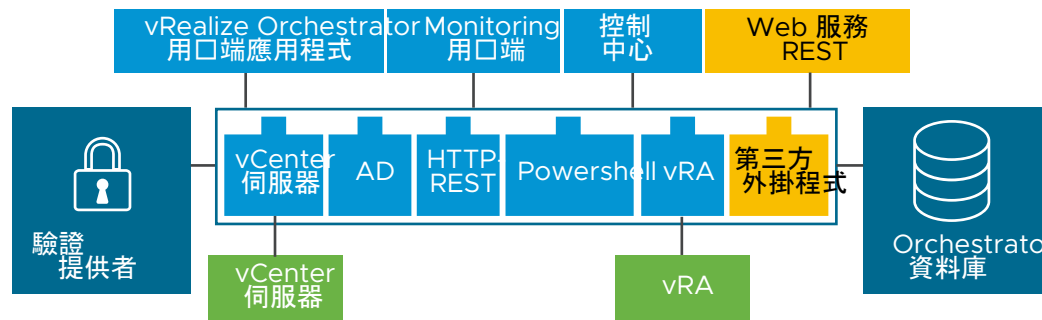 vRealize Orchestrator
用口端應用程式
Monitoring
用口端
控制
中心
Web 服務
REST
驗證
提供者
vCenter
伺服器
AD
HTTP-
REST
Powershell
vRA
第三方
外掛程式
Orchestrato
資料庫
vCenter
伺服器
vRA